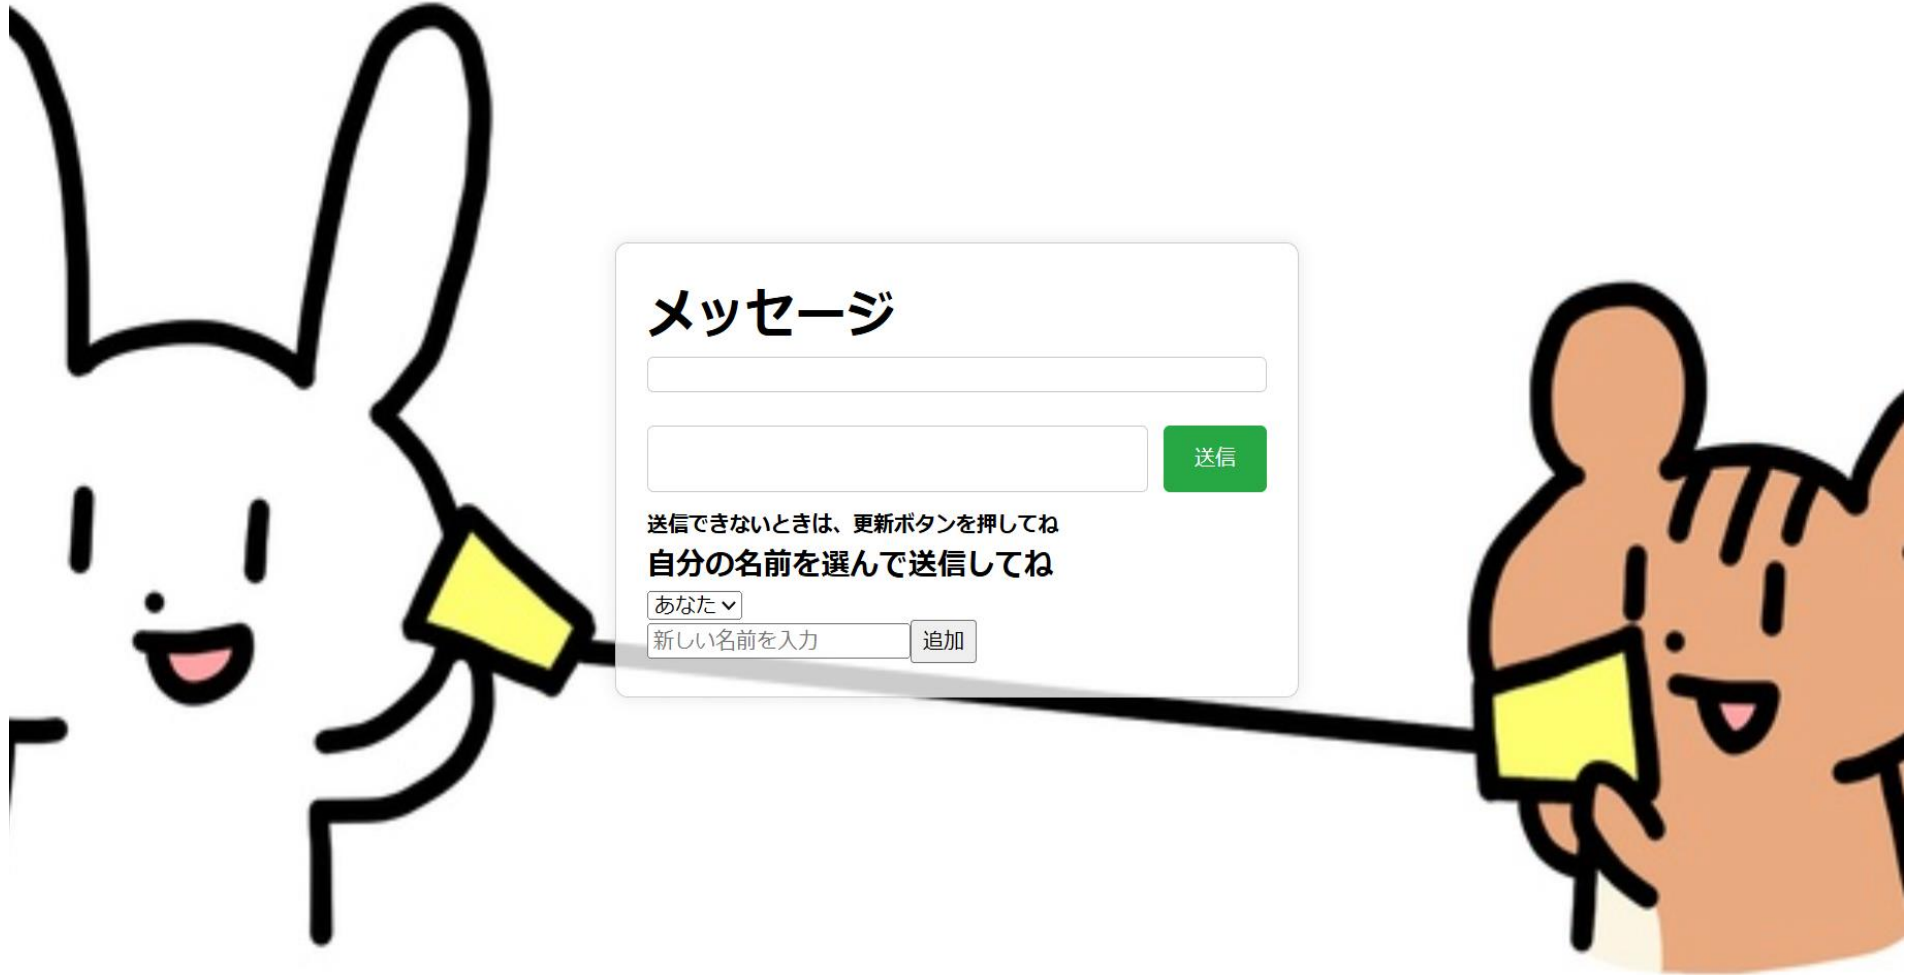 メッセージ
送信
送信できないときは、更新ボタンを押してね
自分の名前を選んで送信してね
あなた
新しい名前を入力 追加